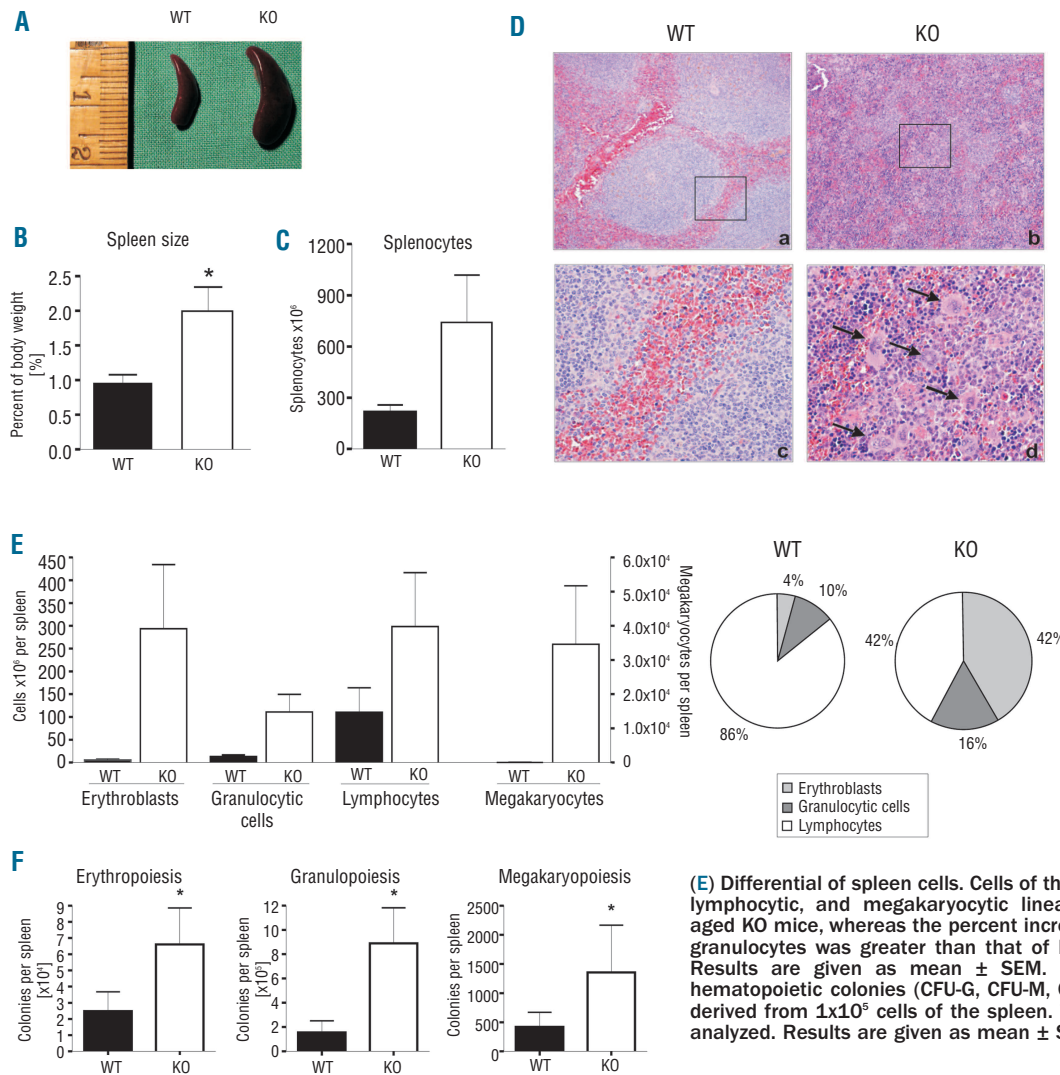 A
WT KO
1
2
B
Spleen size
Percent of body weight
[%]
2.5
2.0
1.0
1.0
0.5
0.0
*
WT KO
C
Splenocytes
Splenocytes x10⁶
1200
900
600
300
0
WT KO
D
WT KO
a
b
c
d
E
Cells x10⁶ per spleen
450
400
350
300
250
200
150
100
50
0
WT KO WT KO WT KO WT KO
Erythroblasts
Granulocytic
cells
Lymphocytes
Megakaryocytes
6.0x10⁴
5.0x10⁴
4.0x10⁴
3.0x10⁴
2.0x10⁴
1.0x10⁴
0
Megakaryocytes per spleen
WT
4%
10%
86%
KO
42%
42%
16%
Erythroblasts
Granulocytic cells
Lymphocytes
F
Erythropoiesis
Colonies per spleen
[x10⁴]
9
8
7
6
5
4
3
2
1
0
*
WT KO
Granulopoiesis
Colonies per spleen
[x10⁵]
12
10
8
6
4
2
0
*
WT KO
Megakaryopoiesis
Colonies per spleen
2500
2000
1500
1000
500
0
*
WT KO
(E) Differential of spleen cells. Cells of th
lymphocytic, and megakaryocytic linea
aged KO mice, whereas the percent incre
granulocytes was greater than that of l
Results are given as mean ± SEM.
hematopoietic colonies (CFU-G, CFU-M, C
derived from 1x10⁵ cells of the spleen.
analyzed. Results are given as mean ± S